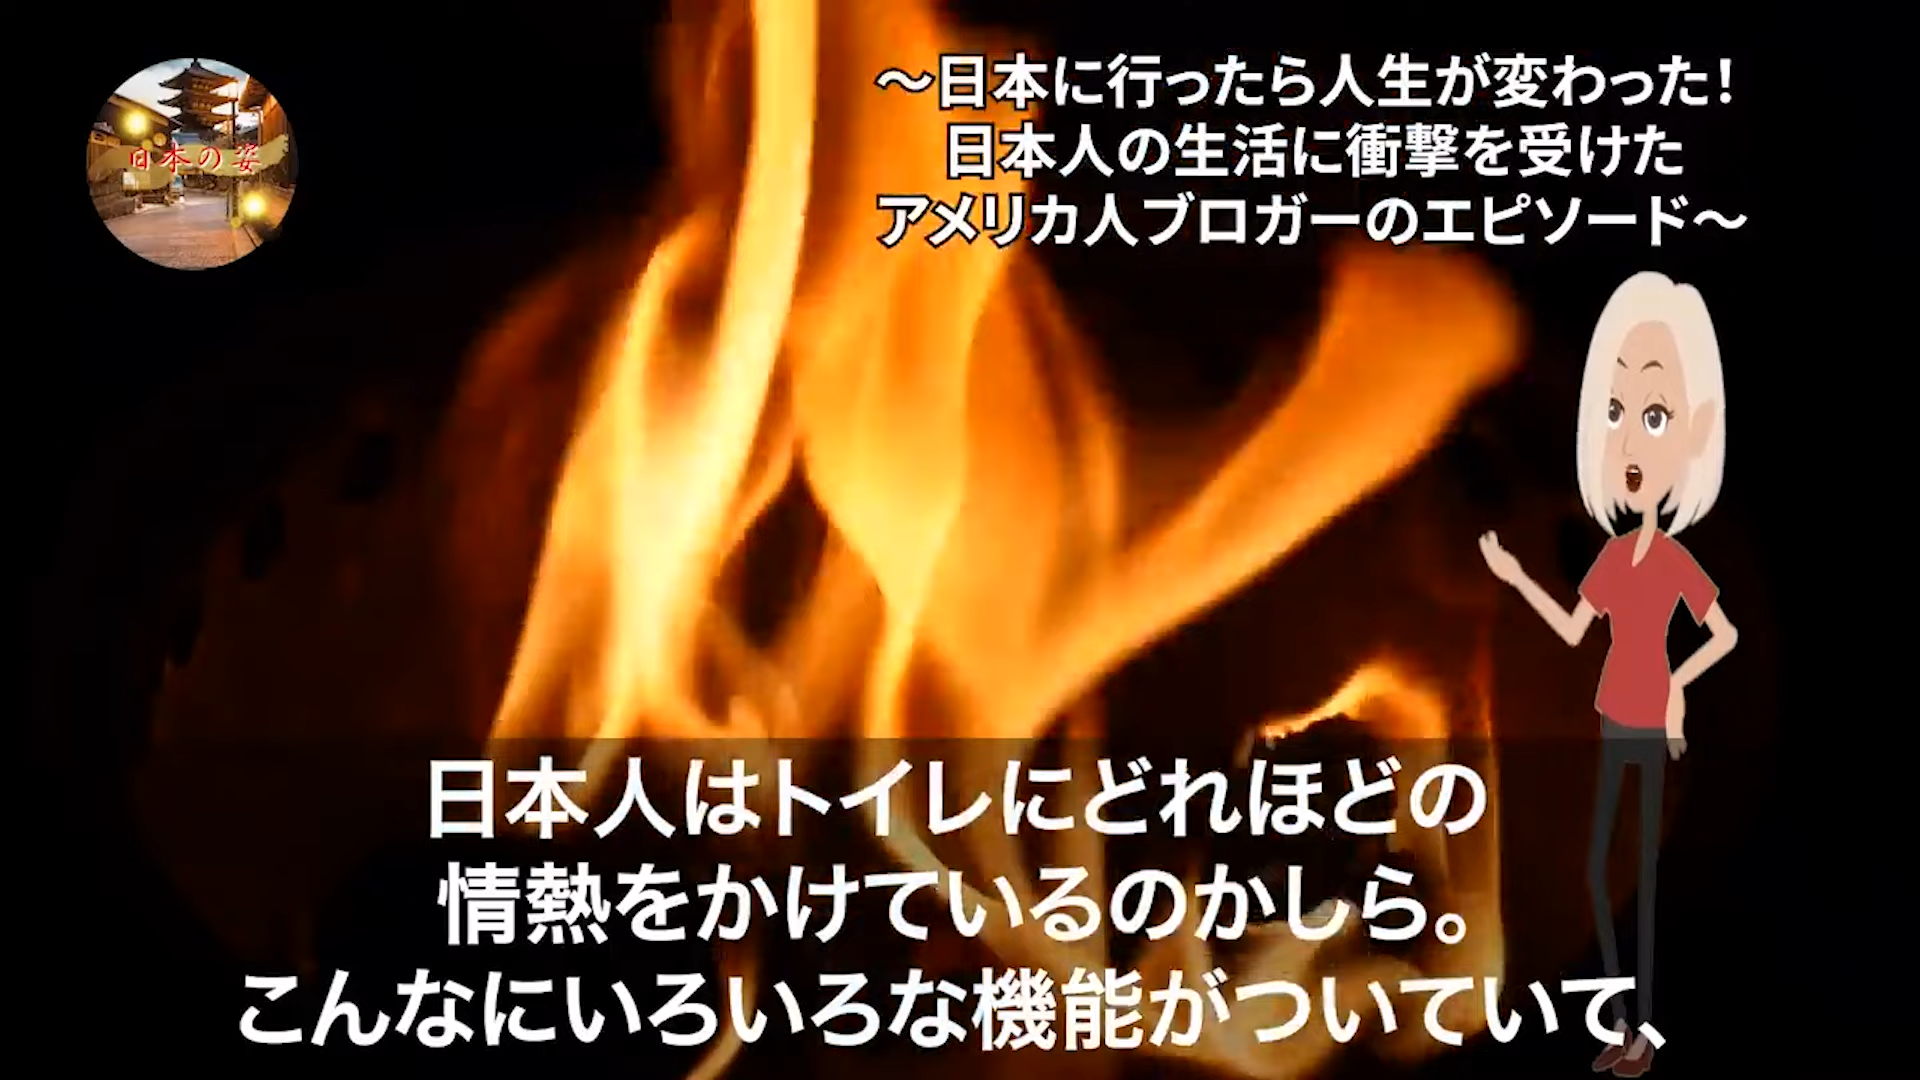 日本の姿
～日本に行ったら人生が変わった！
日本人の生活に衝撃を受けた
アメリカ人ブロガーのエピソード～
日本人はトイレにどれほどの
情熱をかけているのかしら。
こんなにいろいろな機能がついていて、